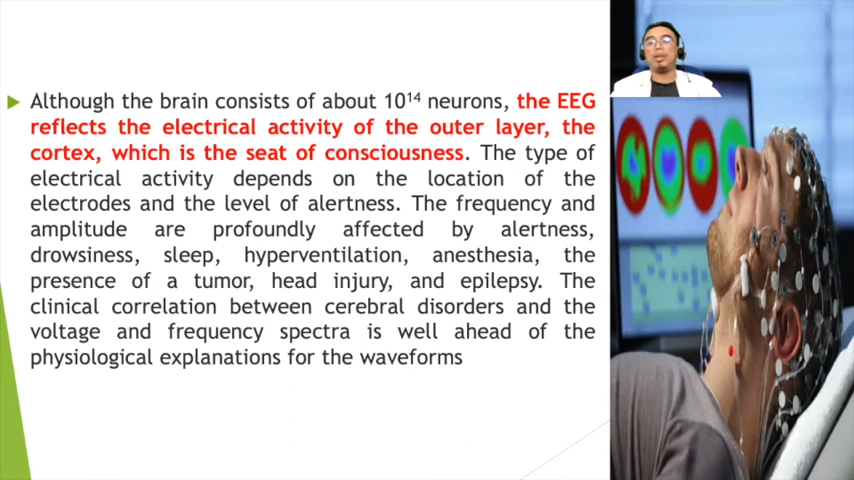 Although the brain consists of about 10¹⁴ neurons, the EEG
reflects the electrical activity of the outer layer, the
cortex, which is the seat of consciousness. The type of
electrical activity depends on the location of the
electrodes and the level of alertness. The frequency and
amplitude are profoundly affected by alertness,
drowsiness, sleep, hyperventilation, anesthesia, the
presence of a tumor, head injury, and epilepsy. The
clinical correlation between cerebral disorders and the
voltage and frequency spectra is well ahead of the
physiological explanations for the waveforms